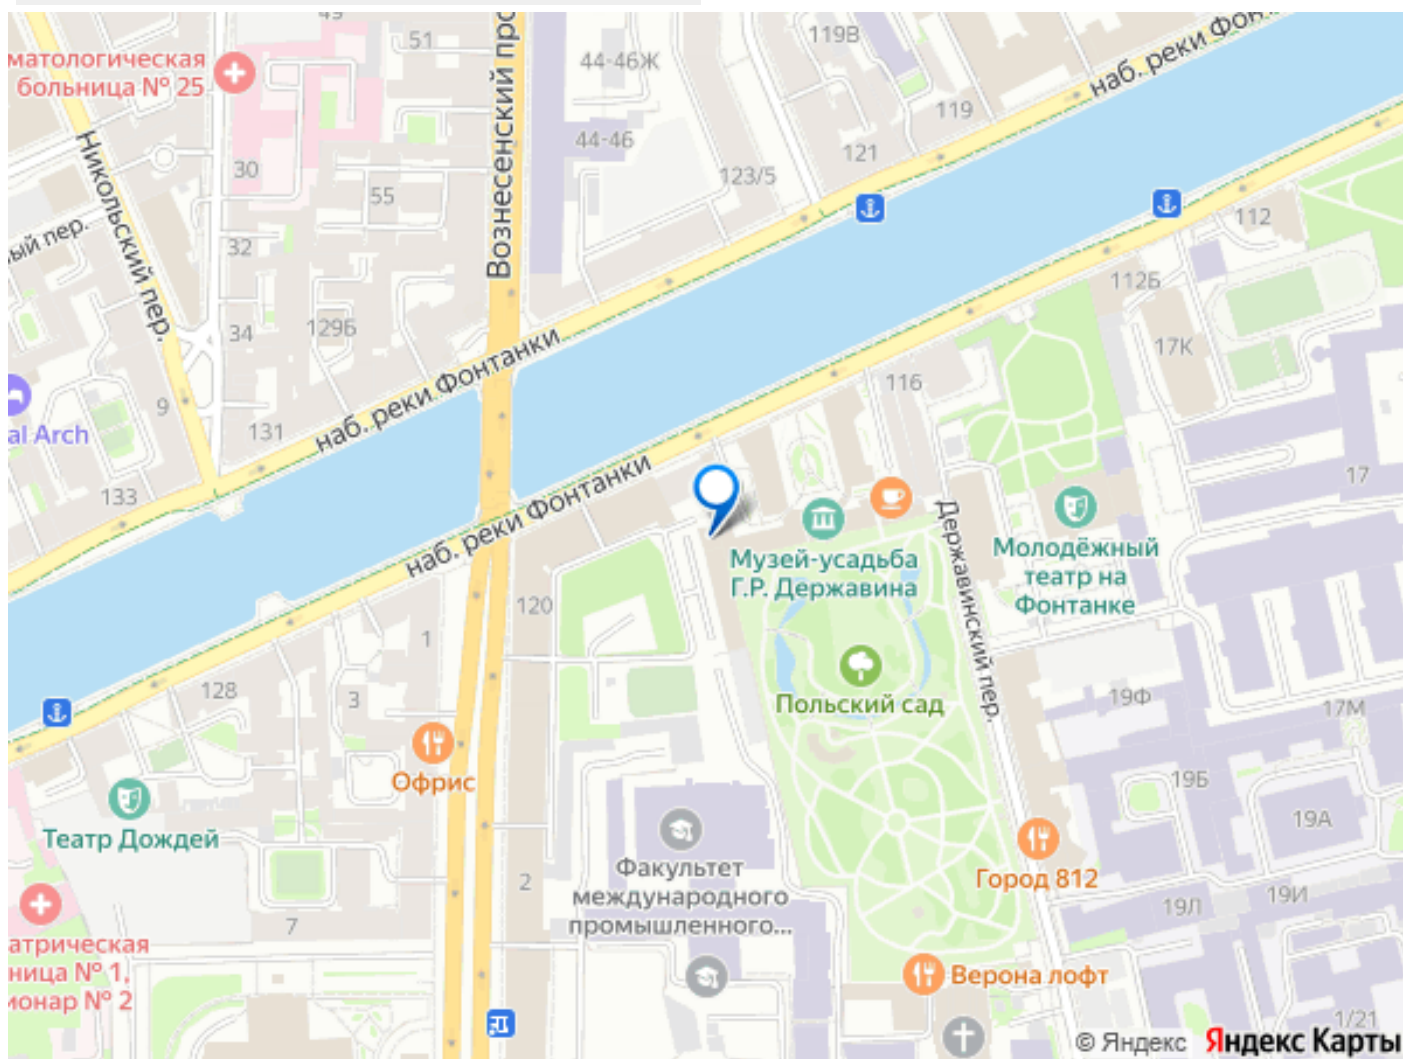 49
51
матологическая
больница № 25
Вознесенский про
44-46Ж
119В
наб. реки Фон
119
44-46
121
30
55
123/5
Никольский пер.
ый пер.
32
112
112Б
34
129Б
17К
наб. реки Фонтанки
116
9
al Arch
131
133
наб. реки Фонтанки
17
Музей-усадьба
Г.Р. Державина
Державинский пер.
Молодёжный
театр на
Фонтанке
120
1
Польский сад
128
3
19Ф
17М
Офрис
19Б
Театр Дождей
19А
Факультет
международного
промышленного...
2
Город 812
19И
19Л
7
атрическая
ница № 1,
ионар № 2
Верона лофт
1/21
© Яндекс Яндекс Карты